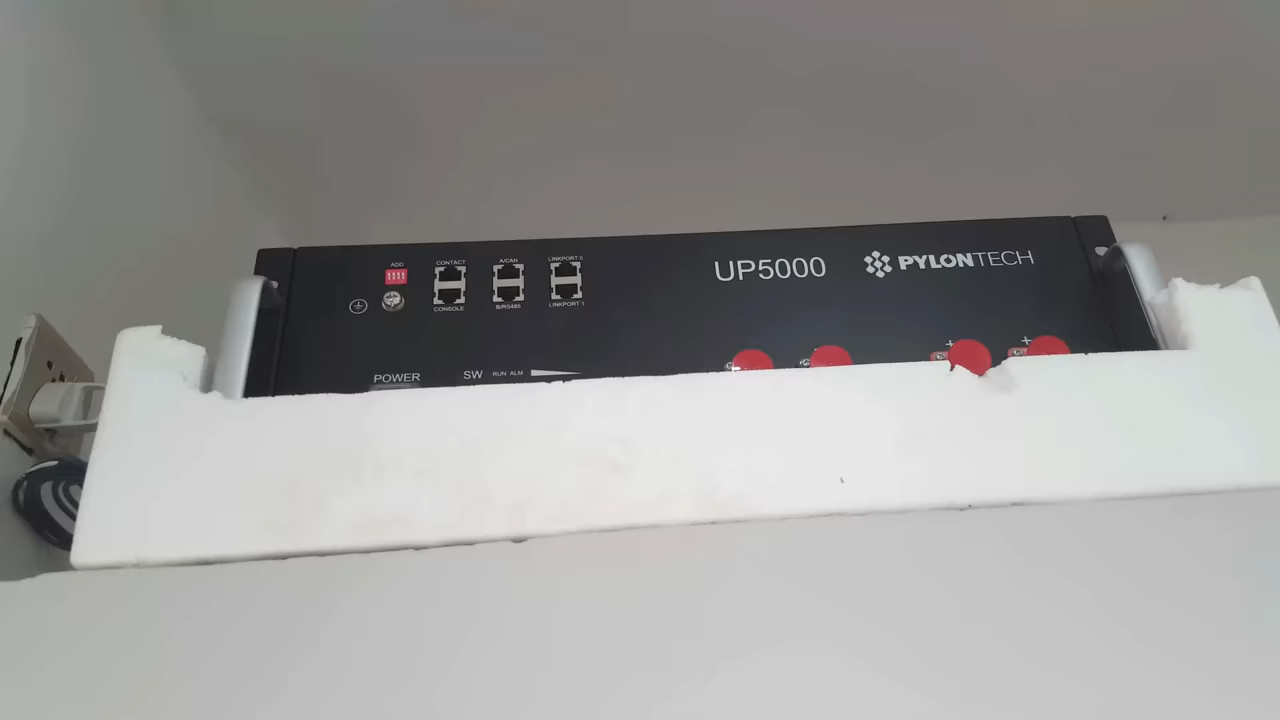 ADD
CONTACT
A/CAN
LINKPORT 0
UP5000
PYLONTECH
CONSOLE
B/RS485
LINKPORT 1
+
+
POWER
SW
RUN ALM